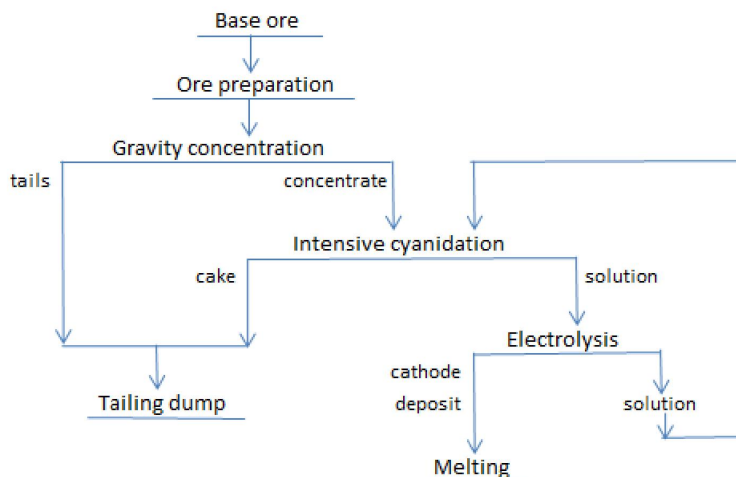 Base ore
Ore preparation
Gravity concentration
tails
concentrate
Intensive cyanidation
cake
solution
Electrolysis
cathode
deposit
solution
Tailing dump
Melting